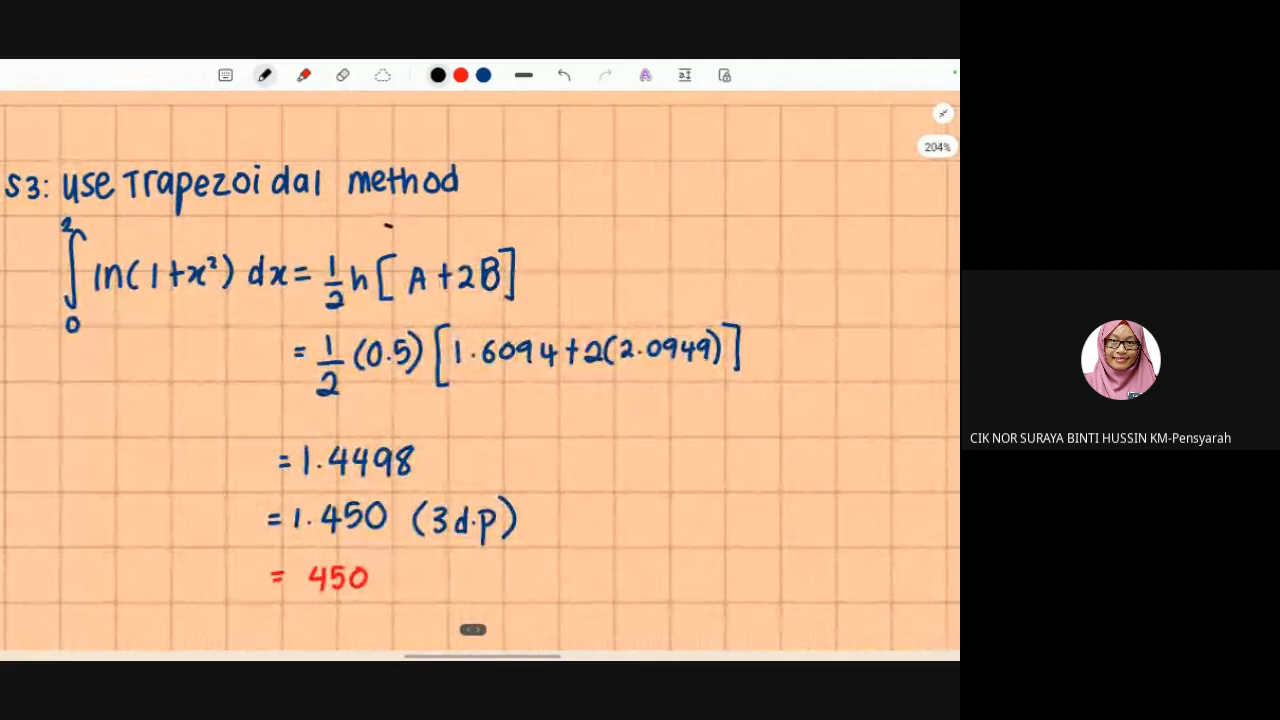 204%
S3: use Trapezoidal method
∫₀² ln(1+x²) dx = 1/2 h[A+2B]
= 1/2 (0.5) [1.6094+2(2.0949)]
= 1.4498
= 1.450 (3d.p)
= 450
CIK NOR SURAYA BINTI HUSSIN KM-Pensyarah